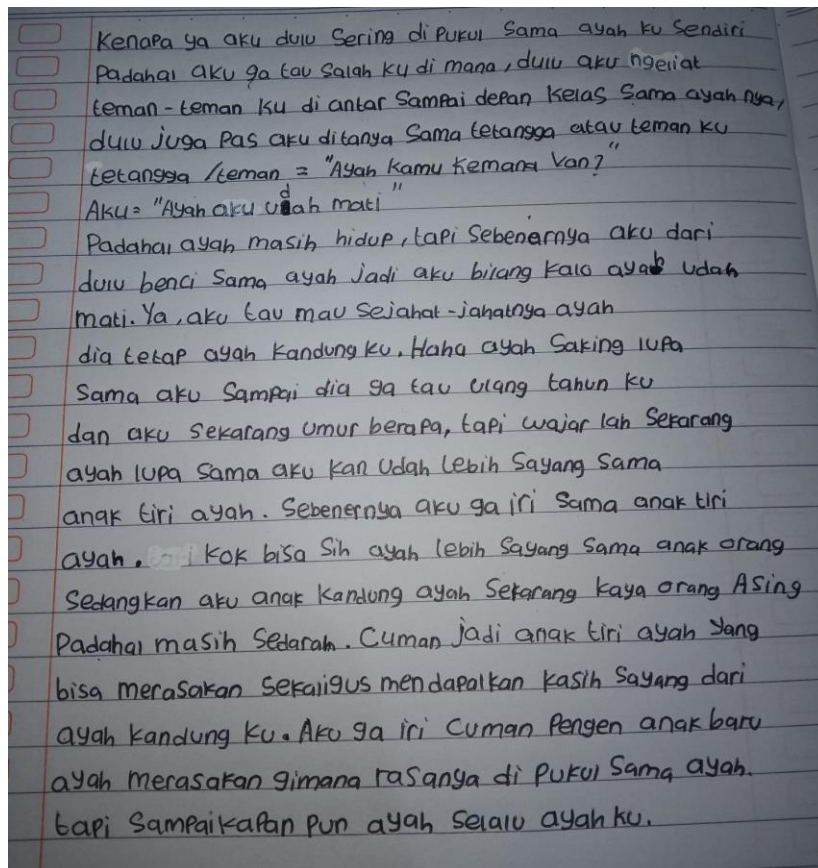 Kenapa ya aku dulu Sering di Pukul Sama ayah ku Sendiri
Padahal aku ga tau Salah ku di mana, dulu aku ngeliat
teman-teman ku di antar Sampai depan kelas Sama ayah nya,
dulu juga Pas aku ditanya Sama tetangga atau teman ku
tetangga /teman = "Ayah kamu kemana Van?"
Aku = "Ayah aku udah mati"
Padahal ayah masih hidup, tapi Sebenarnya aku dari
dulu benci Sama ayah jadi aku bilang kalo ayah udah
mati. Ya, aku tau mau Sejahat-jahatnya ayah
dia tetap ayah kandung ku. Haha ayah Saking lupa
Sama aku Sampai dia ga tau ulang tahun ku
dan aku Sekarang umur berapa, tapi wajar lah Sekarang
ayah lupa Sama aku kan udah lebih Sayang Sama
anak tiri ayah. Sebenernya aku ga iri Sama anak tiri
ayah. kok bisa Sih ayah lebih Sayang Sama anak orang
Sedangkan aku anak kandung ayah Sekarang kaya orang Asing
Padahal masih Sedarah. Cuman jadi anak tiri ayah yang
bisa merasakan Sekaligus mendapatkan kasih Sayang dari
ayah kandung ku. Aku ga iri Cuman Pengen anak baru
ayah merasakan gimana rasanya di Pukul Sama ayah.
tapi Sampai kapan pun ayah Selalu ayah ku.